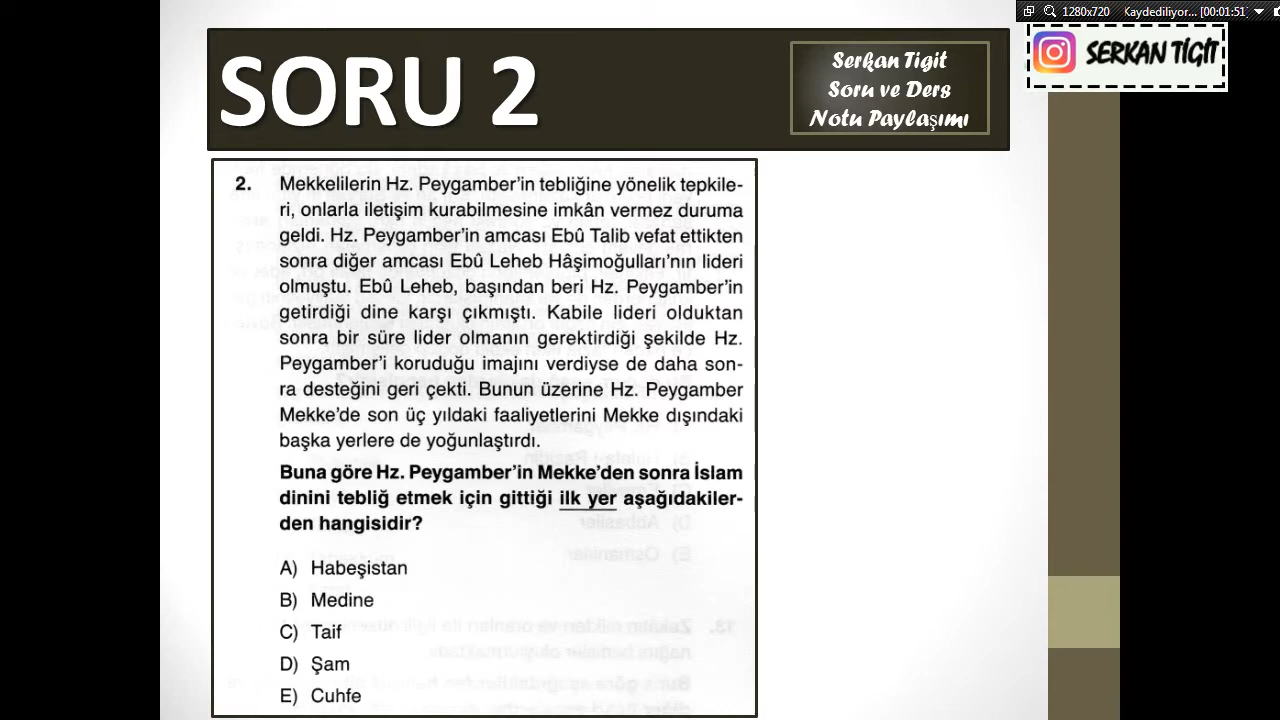 1280x720 Kaydediliyor... [00:01:51]
SERKAN TİGİT
SORU 2
Serkan Tigit
Soru ve Ders
Notu Paylaşımı
2. Mekkelilerin Hz. Peygamber'in tebliğine yönelik tepkile-
ri, onlarla iletişim kurabilmesine imkân vermez duruma
geldi. Hz. Peygamber'in amcası Ebû Talib vefat ettikten
sonra diğer amcası Ebû Leheb Hâşimoğulları'nın lideri
olmuştu. Ebû Leheb, başından beri Hz. Peygamber'in
getirdiği dine karşı çıkmıştı. Kabile lideri olduktan
sonra bir süre lider olmanın gerektirdiği şekilde Hz.
Peygamber'i koruduğu imajını verdiyse de daha son-
ra desteğini geri çekti. Bunun üzerine Hz. Peygamber
Mekke'de son üç yıldaki faaliyetlerini Mekke dışındaki
başka yerlere de yoğunlaştırdı.
Buna göre Hz. Peygamber'in Mekke'den sonra İslam
dinini tebliğ etmek için gittiği ilk yer aşağıdakiler-
den hangisidir?
A) Habeşistan
B) Medine
C) Taif
D) Şam
E) Cuhfe